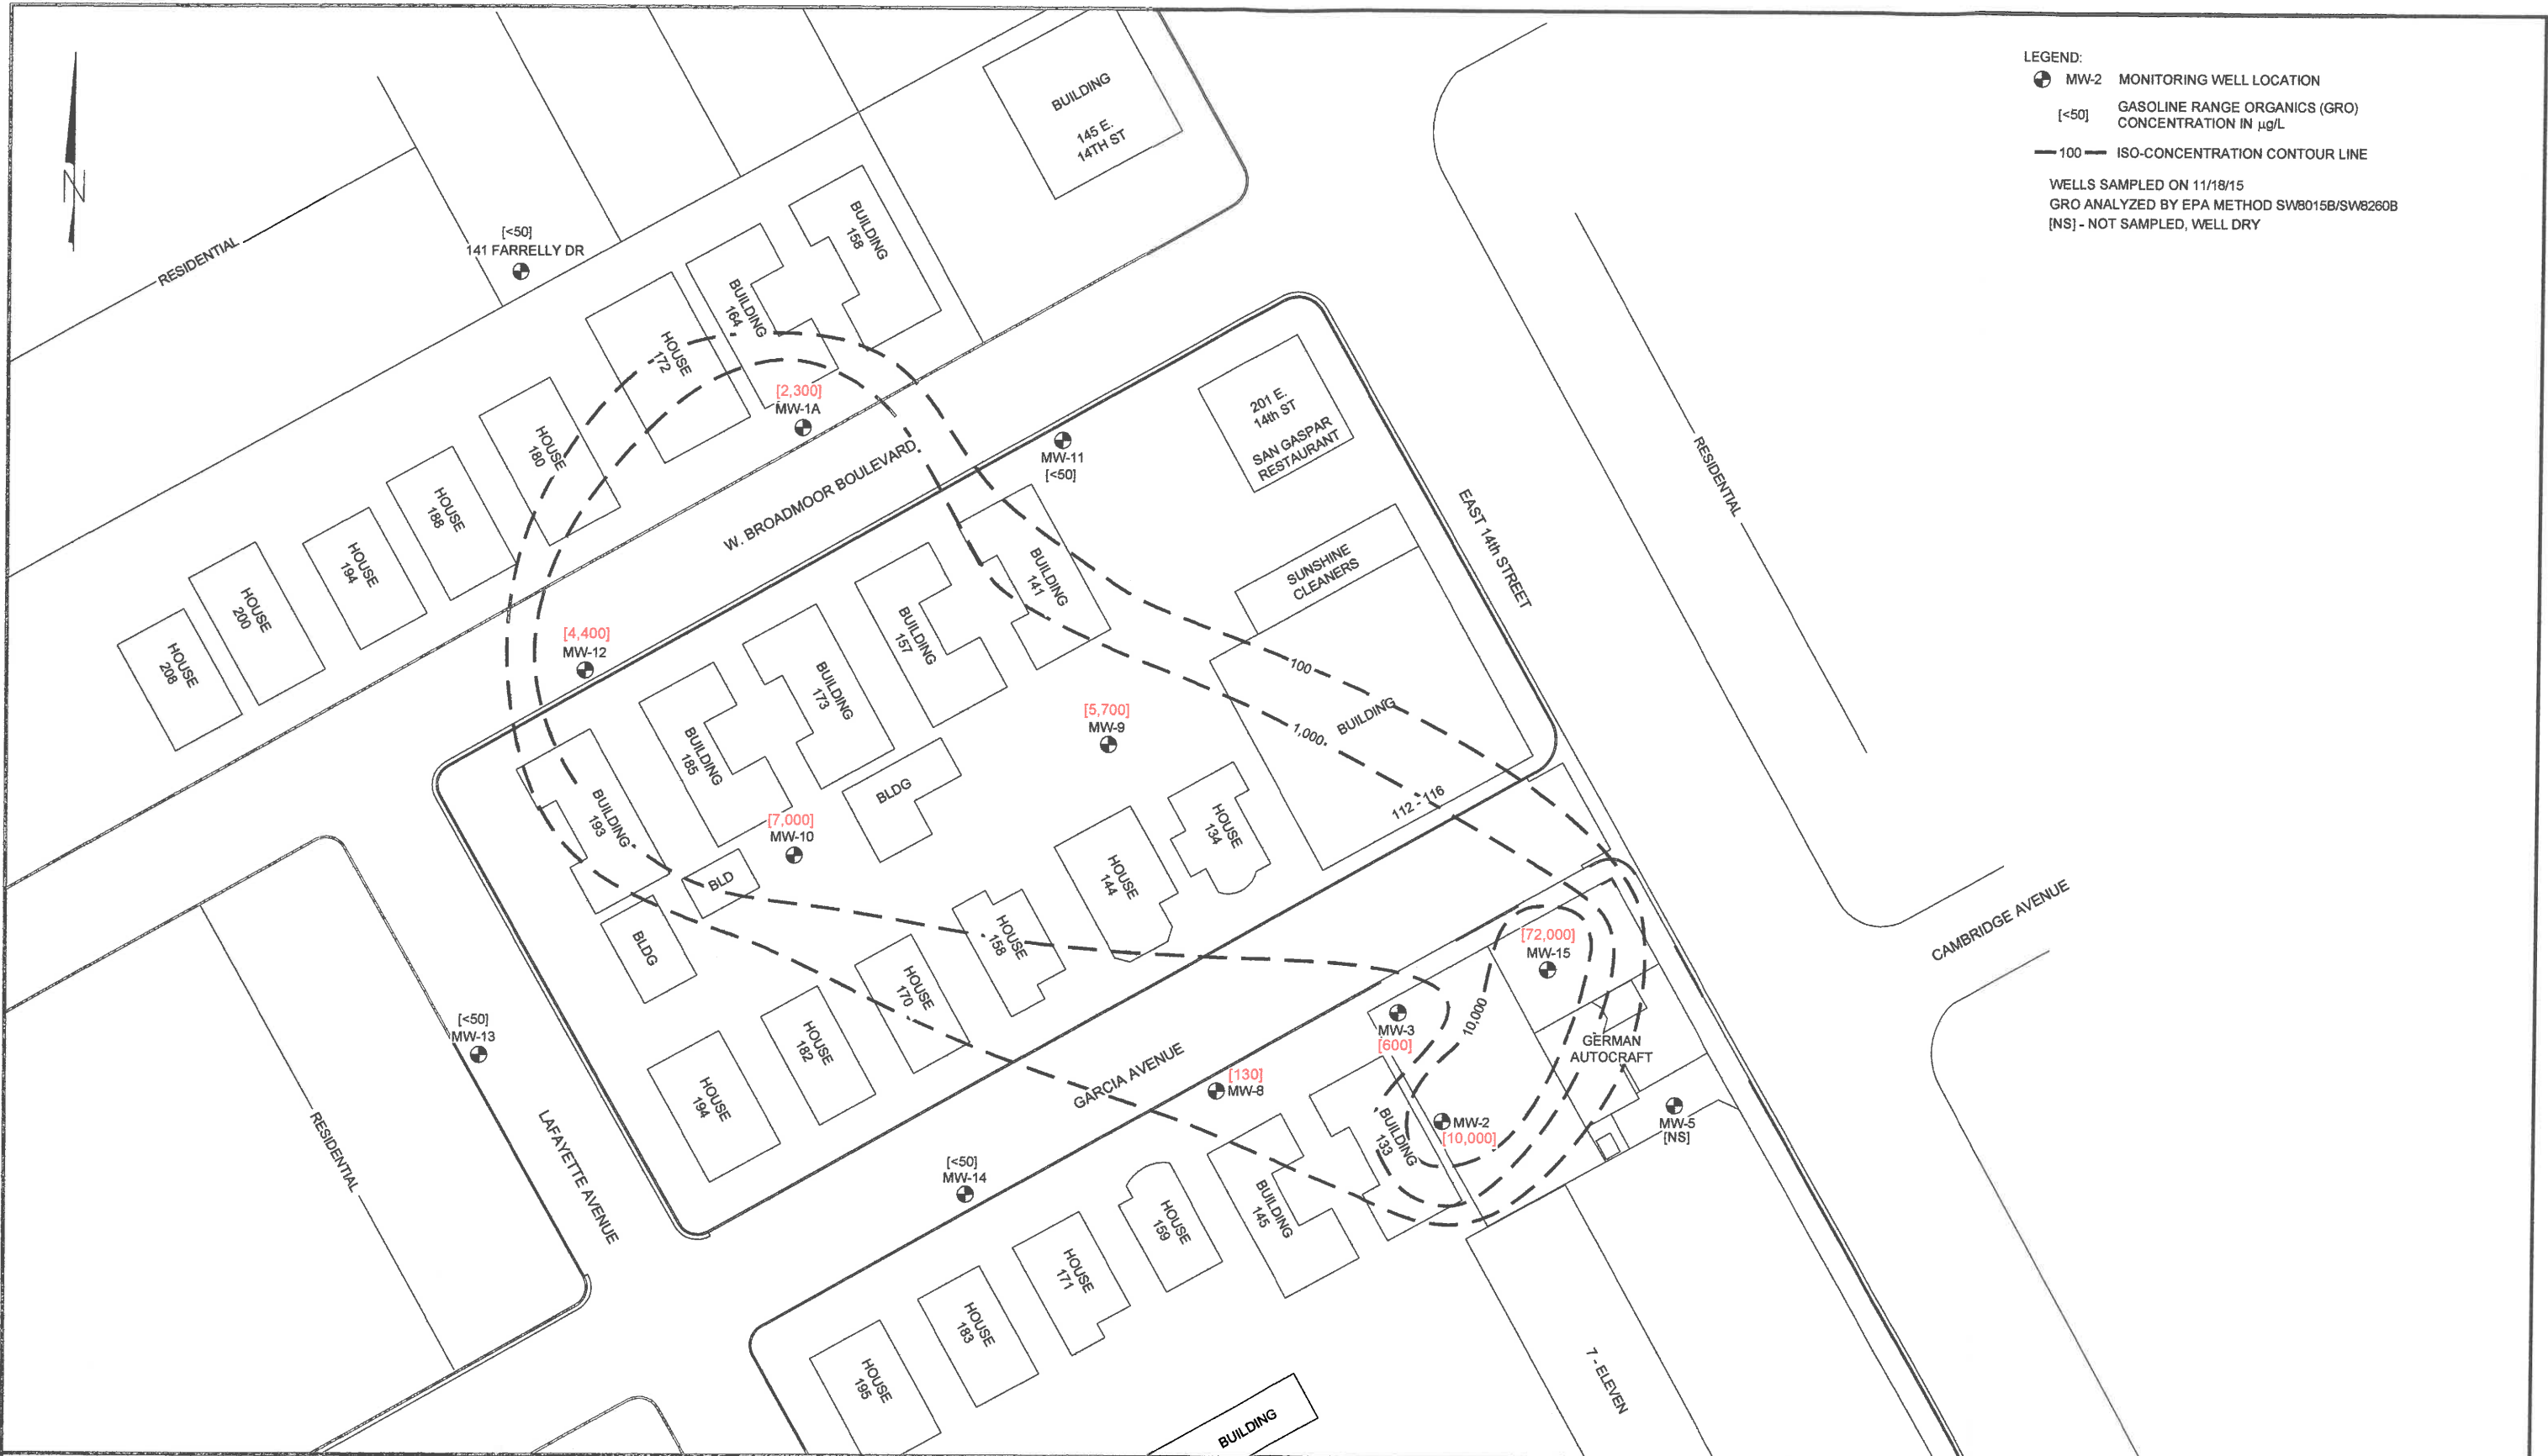 LEGEND:
MW-2 MONITORING WELL LOCATION
[<50] GASOLINE RANGE ORGANICS (GRO)
CONCENTRATION IN µg/L
100 ISO-CONCENTRATION CONTOUR LINE
WELLS SAMPLED ON 11/18/15
GRO ANALYZED BY EPA METHOD SW8015B/SW8260B
[NS] - NOT SAMPLED, WELL DRY
N
BUILDING
145 E.
14TH ST
RESIDENTIAL
[<50]
141 FARRELLY DR
BUILDING
158
BUILDING
164
HOUSE
172
HOUSE
180
HOUSE
188
HOUSE
194
HOUSE
200
HOUSE
208
[2,300]
MW-1A
W. BROADMOOR BOULEVARD
MW-11
[<50]
201 E.
14th ST
SAN GASPAR
RESTAURANT
EAST 14th STREET
RESIDENTIAL
SUNSHINE
CLEANERS
BUILDING
141
BUILDING
157
BUILDING
173
BUILDING
185
BUILDING
193
[4,400]
MW-12
100
1,000
BUILDING
112 - 116
[5,700]
MW-9
BLDG
[7,000]
MW-10
BLD
BLDG
HOUSE
134
HOUSE
144
HOUSE
158
HOUSE
170
HOUSE
182
HOUSE
194
CAMBRIDGE AVENUE
[72,000]
MW-15
10,000
MW-3
[600]
GERMAN
AUTOCRAFT
[<50]
MW-13
RESIDENTIAL
LAFAYETTE AVENUE
GARCIA AVENUE
[130]
MW-8
MW-2
[10,000]
MW-5
[NS]
BUILDING
133
BUILDING
145
[<50]
MW-14
HOUSE
159
HOUSE
171
HOUSE
183
HOUSE
195
7 - ELEVEN
BUILDING